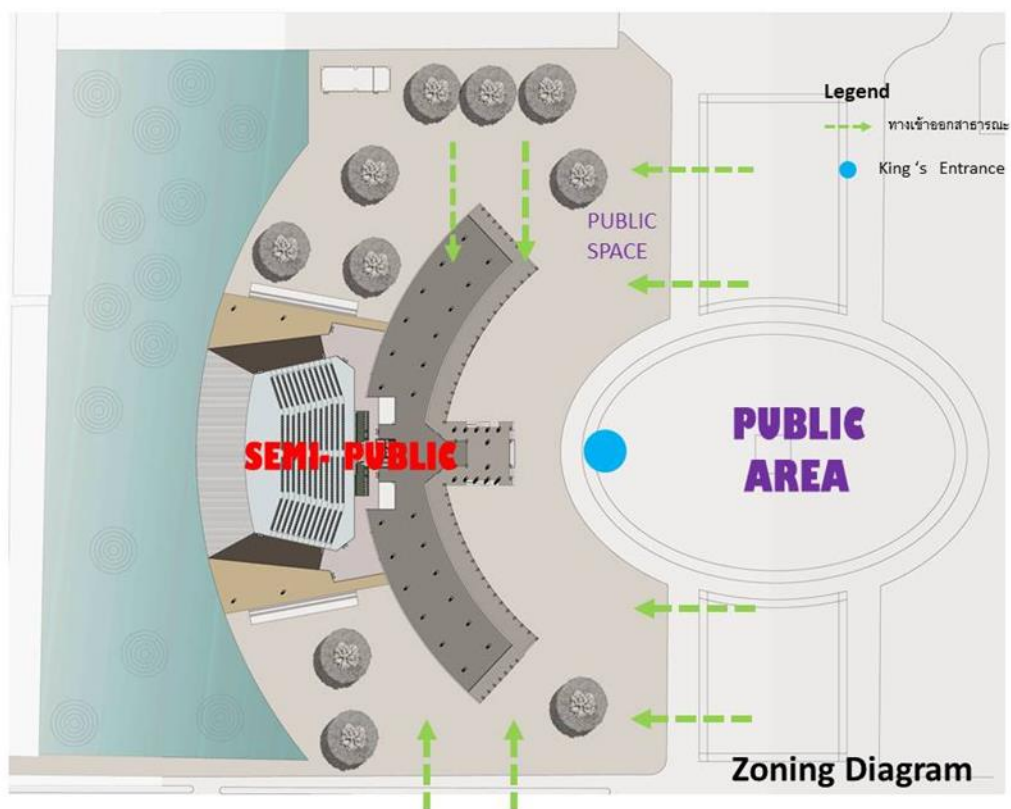 Legend
ทางเข้าออกสาธารณะ
King ‘s Entrance
PUBLIC
SPACE
PUBLIC
AREA
SEMI- PUBLIC
Zoning Diagram